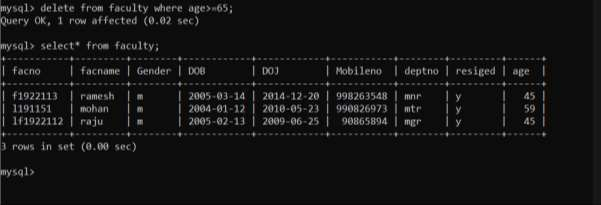 mysql> delete from faculty where age>=65;
Query OK, 1 row affected (0.02 sec)
mysql> select* from faculty;
+-----------+---------+--------+------------+------------+-----------+--------+---------+------+
| facno | facname | Gender | DOB | DOJ | Mobileno | deptno | resiged | age |
+-----------+---------+--------+------------+------------+-----------+--------+---------+------+
| f1922113 | ramesh | m | 2005-03-14 | 2014-12-20 | 998263548 | mnr | y | 45 |
| l191151 | mohan | m | 2004-01-12 | 2010-05-23 | 990826973 | mtr | y | 59 |
| lf1922112 | raju | m | 2005-02-13 | 2009-06-25 | 90865894 | mgr | y | 45 |
+-----------+---------+--------+------------+------------+-----------+--------+---------+------+
3 rows in set (0.00 sec)
mysql>